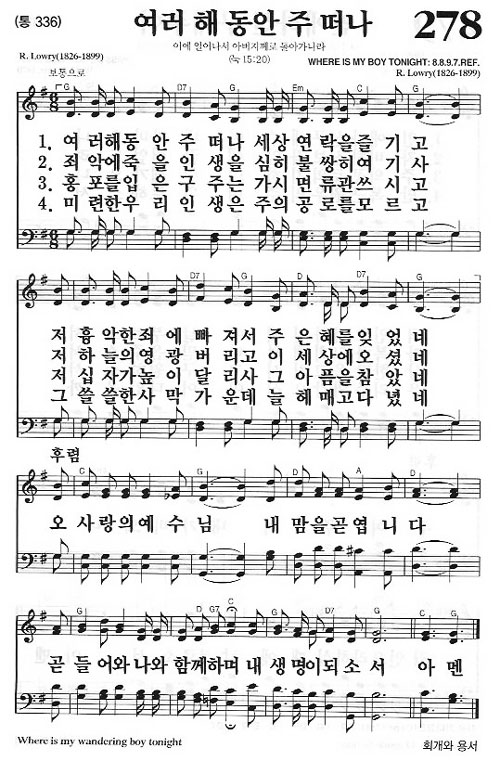 (통 336) 여러 해 동안 주 떠나 278
이에 일어나서 아버지께로 돌아가니라
R. Lowry(1826-1899) (눅 15:20) WHERE IS MY BOY TONIGHT: 8.8.9.7.REF.
보통으로 R. Lowry(1826-1899)
G D7 G Em C G
1. 여러해동안주떠나 세상연락을즐기고
2. 죄악에죽을인생을 심히불쌍히여기사
3. 홍포를입은구주는 가시면류관쓰시고
4. 미련한우리인생은 주의공로를모르고
G D D7 G D7 G
저흉악한죄에빠져서 주은혜를잊었네
저하늘의영광버리고 이세상에오셨네
저십자가높이달리사 그아픔을참았네
그쓸쓸한사막가운데 늘헤매고다녔네
후렴
C G D A D
오사랑의예수님 내맘을곧엽니다
G D G7 C G D7 G C G
곧들어와나와함께하며 내생명이되소서 아멘
Where is my wandering boy tonight 회개와 용서